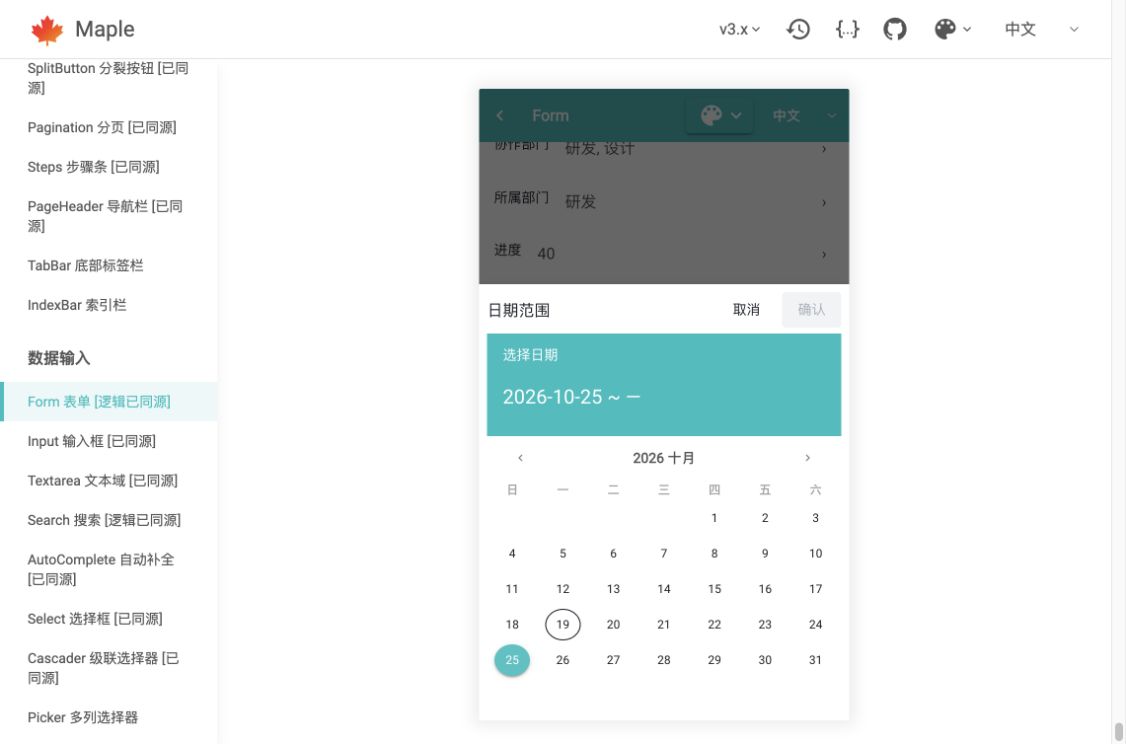 Maple
v3.x
{...}
中文
SplitButton 分裂按钮 [已同
源]
Pagination 分页 [已同源]
Steps 步骤条 [已同源]
PageHeader 导航栏 [已同
源]
TabBar 底部标签栏
IndexBar 索引栏
数据输入
Form 表单 [逻辑已同源]
Input 输入框 [已同源]
Textarea 文本域 [已同源]
Search 搜索 [逻辑已同源]
AutoComplete 自动补全
[已同源]
Select 选择框 [已同源]
Cascader 级联选择器 [已
同源]
Picker 多列选择器
Form
中文
协作部门 研发, 设计
所属部门 研发
进度 40
日期范围 取消 确认
选择日期
2026-10-25 ~ —
2026 十月
日 一 二 三 四 五 六
1 2 3
4 5 6 7 8 9 10
11 12 13 14 15 16 17
18 19 20 21 22 23 24
25 26 27 28 29 30 31